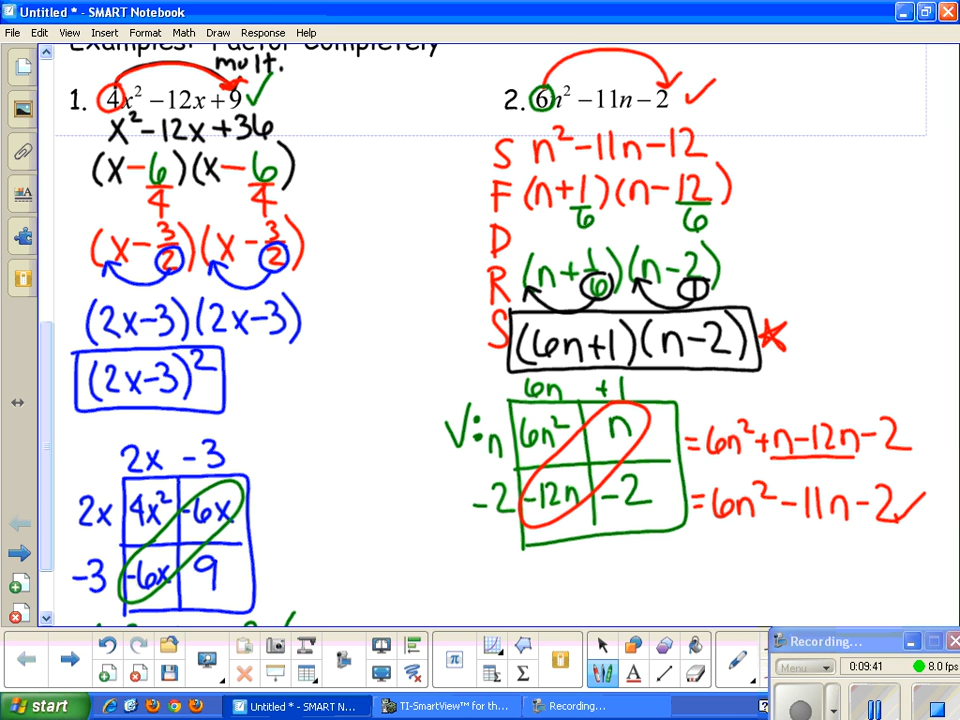 Untitled * - SMART Notebook
File Edit View Insert Format Math Draw Response Help
Examples: Factor Completely
mult.
1. 4x² − 12x + 9 ✓
x² − 12x + 36
(x − 6/4)(x − 6/4)
(x − 3/2)(x − 3/2)
(2x − 3)(2x − 3)
(2x − 3)²
2x − 3
2x 4x² −6x
−3 −6x 9
2. 6n² − 11n − 2 ✓
S n² − 11n − 12
F (n + 1/6)(n − 12/6)
D
R (n + 1/6)(n − 2/1)
S (6n + 1)(n − 2)
6n + 1
V: n 6n² n = 6n² + n − 12n − 2
−2 −12n −2 = 6n² − 11n − 2 ✓
Recording...
Menu 0:09:41 8.0 fps
start Untitled * - SMART N... TI-SmartView™ for th... Recording...